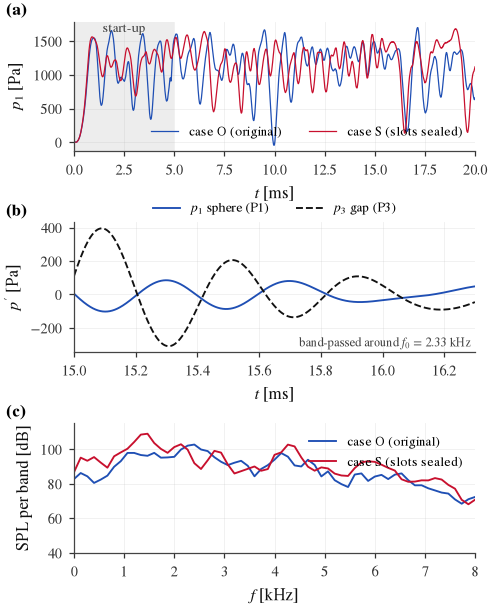 (a)
start-up
1500
1000
500
0
p₁ [Pa]
case O (original)
case S (slots sealed)
0.0 2.5 5.0 7.5 10.0 12.5 15.0 17.5 20.0
t [ms]
(b)
p₁ sphere (P1)
p₃ gap (P3)
400
200
0
−200
p′ [Pa]
band-passed around f₀ = 2.33 kHz
15.0 15.2 15.4 15.6 15.8 16.0 16.2
t [ms]
(c)
case O (original)
case S (slots sealed)
100
80
60
40
SPL per band [dB]
0 1 2 3 4 5 6 7 8
f [kHz]